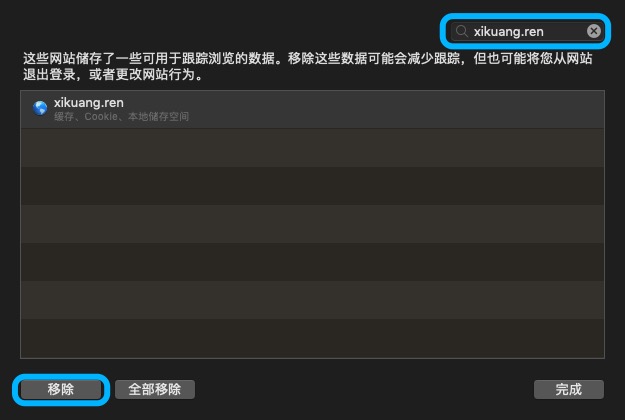 xikuang.ren
这些网站储存了一些可用于跟踪浏览的数据。移除这些数据可能会减少跟踪，但也可能将您从网站
退出登录，或者更改网站行为。
xikuang.ren
缓存、Cookie、本地储存空间
移除
全部移除
完成